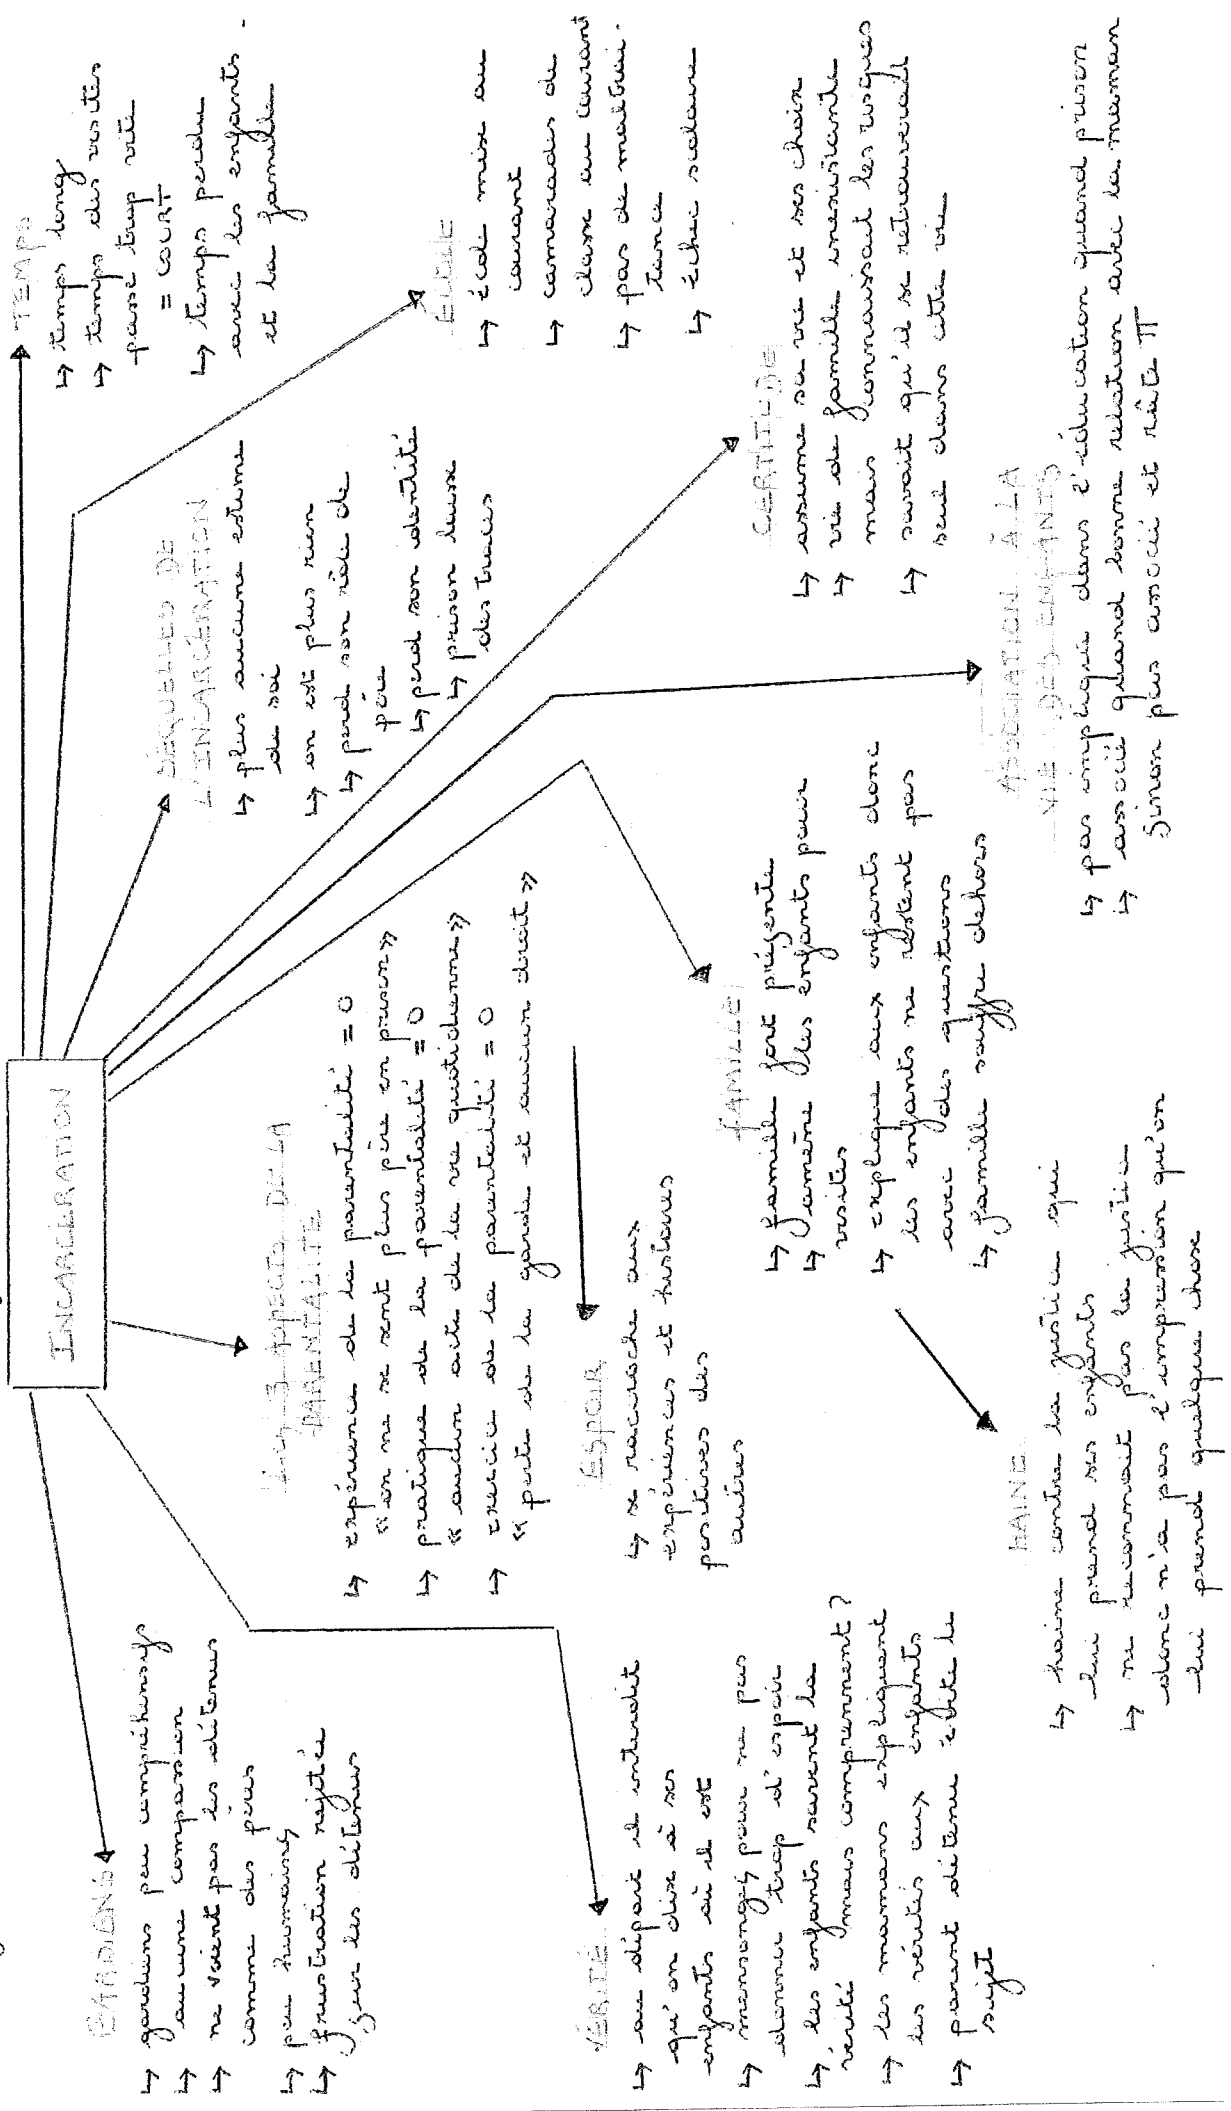 INCARCERATION
GARDIENS
↳ gardiens peu compréhensifs
↳ aucune compassion
↳ ne voient pas les détenus
comme des pères
↳ peu humains
↳ frustration rejetée
sur les détenus
VÉRITÉ
↳ au départ il interdit
qu'on dise à ses
enfants où il est
↳ mensonges pour ne pas
donner trop d'espoir
↳ les enfants savent la
vérité mais comprennent ?
↳ les mamans expliquent
les vérités aux enfants
↳ parent détenu évite le
sujet
Les 3 aspects DE LA
PARENTALITÉ
↳ expérience de la parentalité = 0
« on ne se sent plus père en prison »
↳ pratique de la parentalité = 0
« aucun acte de la vie quotidienne »
↳ exercice de la parentalité = 0
« perte de la garde et aucun droit »
ESPOIR
↳ se raccroche aux
expériences et histoires
positives des
autres
HAINE
↳ haine contre la justice qui
lui prend ses enfants
↳ ne reconnait pas la justice
donc n'a pas l'impression qu'on
lui prend quelque chose
SÉQUELLES DE
L'INCARCÉRATION
↳ plus aucune estime
de soi
↳ on est plus rien
↳ perd son rôle de
père
↳ perd son identité
↳ prison laisse
des traces
FAMILLE
↳ famille fort présente
↳ amène les enfants pour
visites
↳ explique aux enfants donc
les enfants ne restent pas
avec des questions
↳ famille souffre dehors
TEMPS
↳ temps long
↳ temps des visites
passe trop vite
= COURT
↳ temps perdu
avec les enfants
et la famille
ECOLE
↳ école mise au
courant
↳ camarades de
classe au courant
↳ pas de maltrai-
tance
↳ échec scolaire
CERTITUDE
↳ assume sa vie et ses choix
↳ vie de famille inexistante
mais connaissait les risques
↳ savait qu'il se retrouverait
seul dans cette vie
ASSOCIATION À LA
VIE DES ENFANTS
↳ pas impliqué dans l'éducation quand prison
↳ associé quand bonne relation avec la maman
sinon plus associé et rôle π